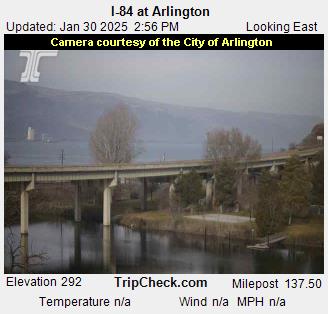 I-84 at Arlington
Updated: Jan 30 2025 2:56 PM Looking East
Camera courtesy of the City of Arlington
Elevation 292 TripCheck.com Milepost 137.50
Temperature n/a Wind n/a MPH n/a